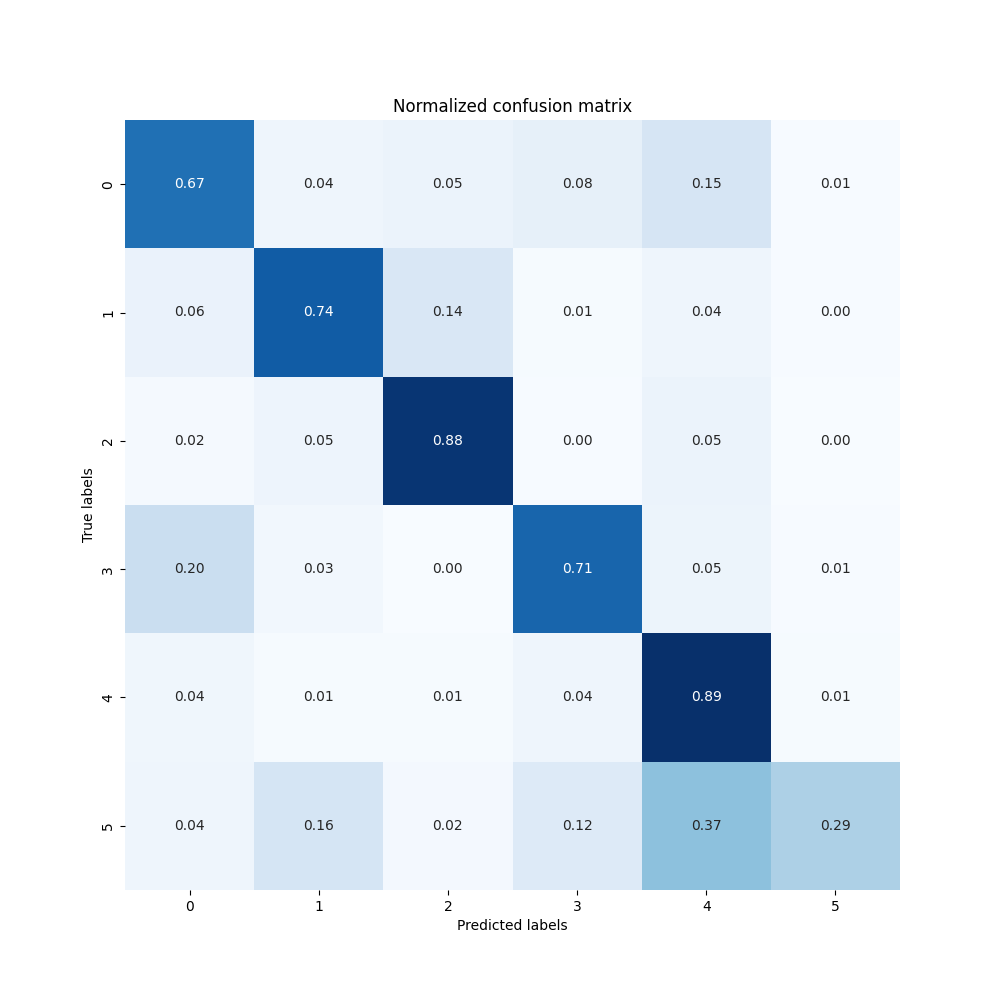 Normalized confusion matrix
0 0.67 0.04 0.05 0.08 0.15 0.01
1 0.06 0.74 0.14 0.01 0.04 0.00
2 0.02 0.05 0.88 0.00 0.05 0.00
True labels
3 0.20 0.03 0.00 0.71 0.05 0.01
4 0.04 0.01 0.01 0.04 0.89 0.01
5 0.04 0.16 0.02 0.12 0.37 0.29
0 1 2 3 4 5
Predicted labels